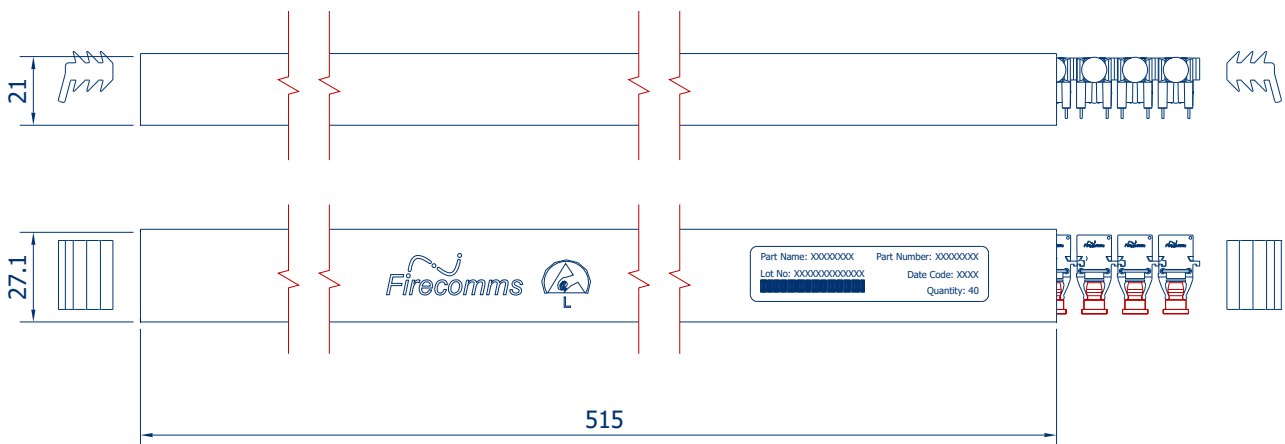 21
27.1
Firecomms
L
Part Name: XXXXXXXX Part Number: XXXXXXXX
Lot No: XXXXXXXXXXXXX Date Code: XXXX
Quantity: 40
515